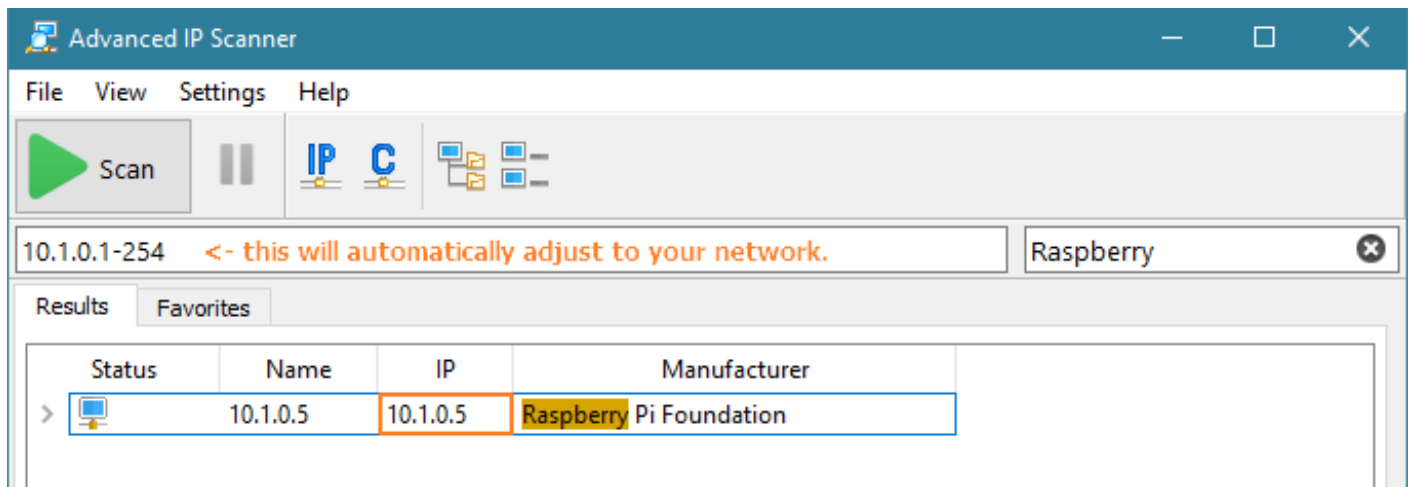 Advanced IP Scanner
File View Settings Help
Scan IP C
10.1.0.1-254 <- this will automatically adjust to your network. Raspberry
Results Favorites
Status Name IP Manufacturer
10.1.0.5 10.1.0.5 Raspberry Pi Foundation